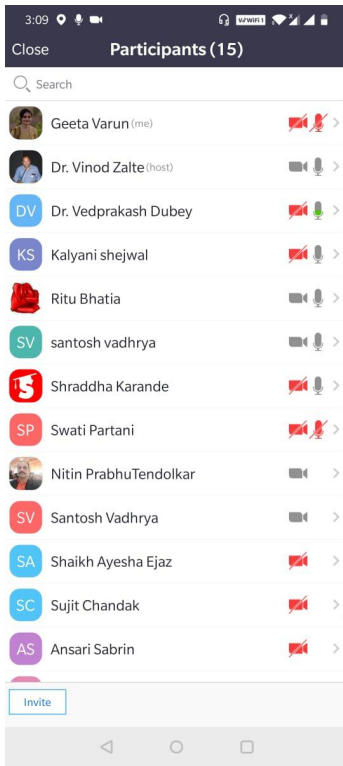 3:09 VoWiFi1
Close Participants (15)
Search
Geeta Varun (me)
Dr. Vinod Zalte (host)
DV Dr. Vedprakash Dubey
KS Kalyani shejwal
Ritu Bhatia
SV santosh vadhrya
S Shraddha Karande
SP Swati Partani
Nitin PrabhuTendolkar
SV Santosh Vadhrya
SA Shaikh Ayesha Ejaz
SC Sujit Chandak
AS Ansari Sabrin
Invite